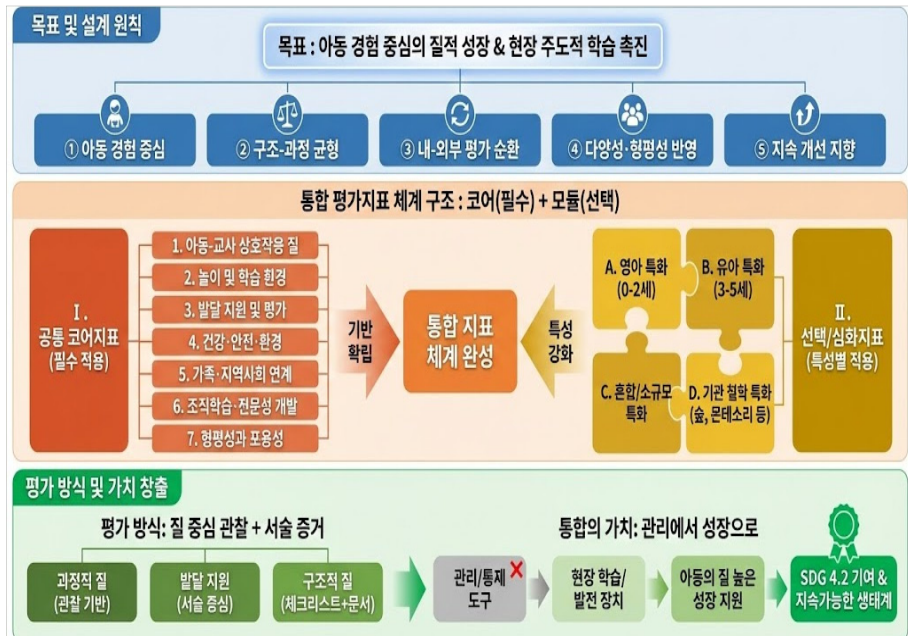 목표 및 설계 원칙
목표 : 아동 경험 중심의 질적 성장 & 현장 주도적 학습 촉진
① 아동 경험 중심
② 구조-과정 균형
③ 내-외부 평가 순환
④ 다양성·형평성 반영
⑤ 지속 개선 지향
통합 평가지표 체계 구조 : 코어(필수) + 모듈(선택)
Ⅰ.
공통 코어지표
(필수 적용)
1. 아동-교사 상호작용 질
2. 놀이 및 학습 환경
3. 발달 지원 및 평가
4. 건강·안전·환경
5. 가족·지역사회 연계
6. 조직학습·전문성 개발
7. 형평성과 포용성
기반
확립
통합 지표
체계 완성
특성
강화
A. 영아 특화
(0-2세)
B. 유아 특화
(3-5세)
C. 혼합/소규모
특화
D. 기관 철학 특화
(숲, 몬테소리 등)
Ⅱ.
선택/심화지표
(특성별 적용)
평가 방식 및 가치 창출
평가 방식: 질 중심 관찰 + 서술 증거
과정적 질
(관찰 기반)
발달 지원
(서술 중심)
구조적 질
(체크리스트+문서)
통합의 가치: 관리에서 성장으로
관리/통제
도구
현장 학습/
발전 장치
아동의 질 높은
성장 지원
SDG 4.2 기여 &
지속가능한 생태계